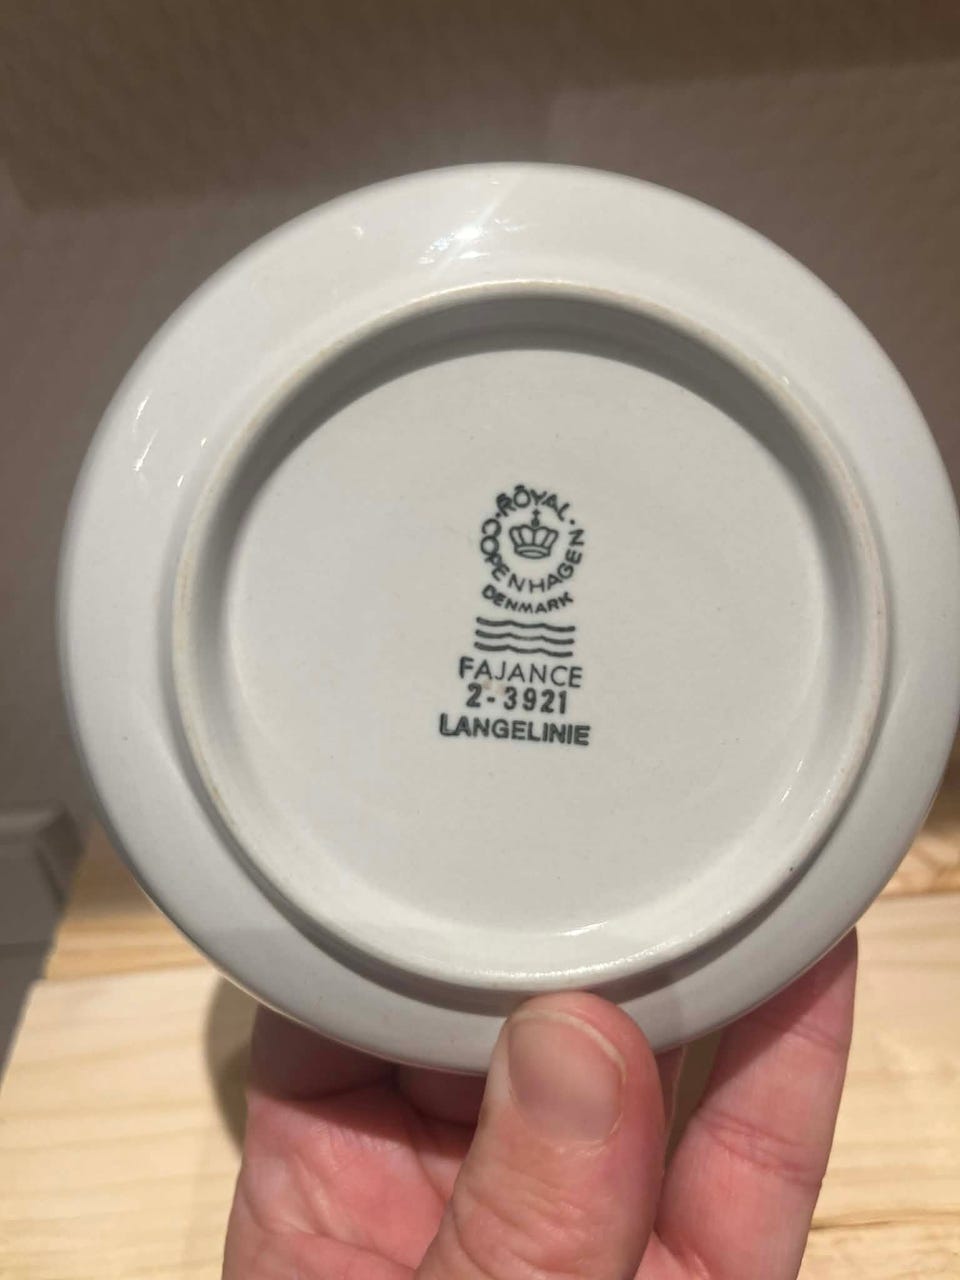 ROYAL
COPENHAGEN
DENMARK
FAJANCE
2-3921
LANGELINIE